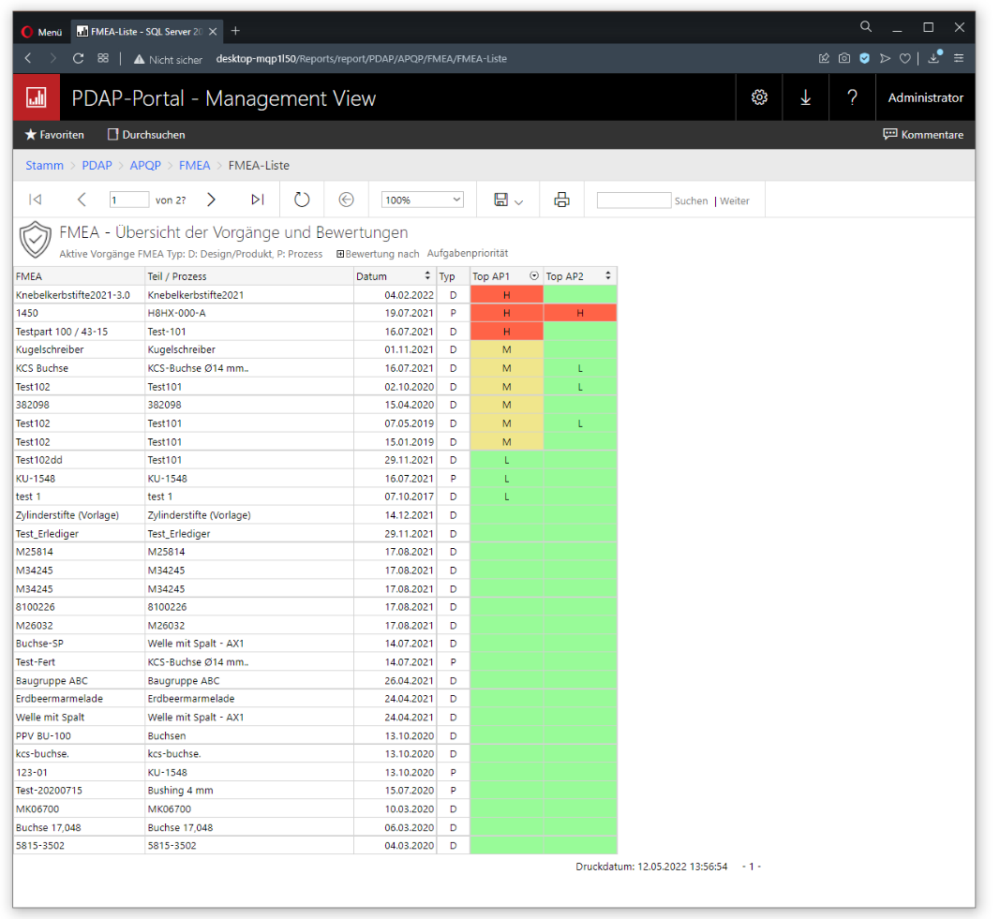 Menü FMEA-Liste - SQL Server 20
Nicht sicher desktop-mqp1l50/Reports/report/PDAP/APQP/FMEA/FMEA-Liste
PDAP-Portal - Management View ? Administrator
Favoriten Durchsuchen Kommentare
Stamm > PDAP > APQP > FMEA > FMEA-Liste
1 von 2? 100% Suchen | Weiter
FMEA - Übersicht der Vorgänge und Bewertungen
Aktive Vorgänge FMEA Typ: D: Design/Produkt, P: Prozess Bewertung nach Aufgabenpriorität
FMEA Teil / Prozess Datum Typ Top AP1 Top AP2
Knebelkerbstifte2021-3.0 Knebelkerbstifte2021 04.02.2022 D H
1450 H8HX-000-A 19.07.2021 P H H
Testpart 100 / 43-15 Test-101 16.07.2021 D H
Kugelschreiber Kugelschreiber 01.11.2021 D M
KCS Buchse KCS-Buchse Ø14 mm.. 16.07.2021 D M L
Test102 Test101 02.10.2020 D M L
382098 382098 15.04.2020 D M
Test102 Test101 07.05.2019 D M L
Test102 Test101 15.01.2019 D M
Test102dd Test101 29.11.2021 D L
KU-1548 KU-1548 16.07.2021 P L
test 1 test 1 07.10.2017 D L
Zylinderstifte (Vorlage) Zylinderstifte (Vorlage) 14.12.2021 D
Test_Erlediger Test_Erlediger 29.11.2021 D
M25814 M25814 17.08.2021 D
M34245 M34245 17.08.2021 D
M34245 M34245 17.08.2021 D
8100226 8100226 17.08.2021 D
M26032 M26032 17.08.2021 D
Buchse-SP Welle mit Spalt - AX1 14.07.2021 D
Test-Fert KCS-Buchse Ø14 mm.. 14.07.2021 P
Baugruppe ABC Baugruppe ABC 26.04.2021 D
Erdbeermarmelade Erdbeermarmelade 24.04.2021 D
Welle mit Spalt Welle mit Spalt - AX1 24.04.2021 D
PPV BU-100 Buchsen 13.10.2020 D
kcs-buchse. kcs-buchse. 13.10.2020 D
123-01 KU-1548 13.10.2020 P
Test-20200715 Bushing 4 mm 15.07.2020 P
MK06700 MK06700 10.03.2020 D
Buchse 17,048 Buchse 17,048 06.03.2020 D
5815-3502 5815-3502 04.03.2020 D
Druckdatum: 12.05.2022 13:56:54 - 1 -